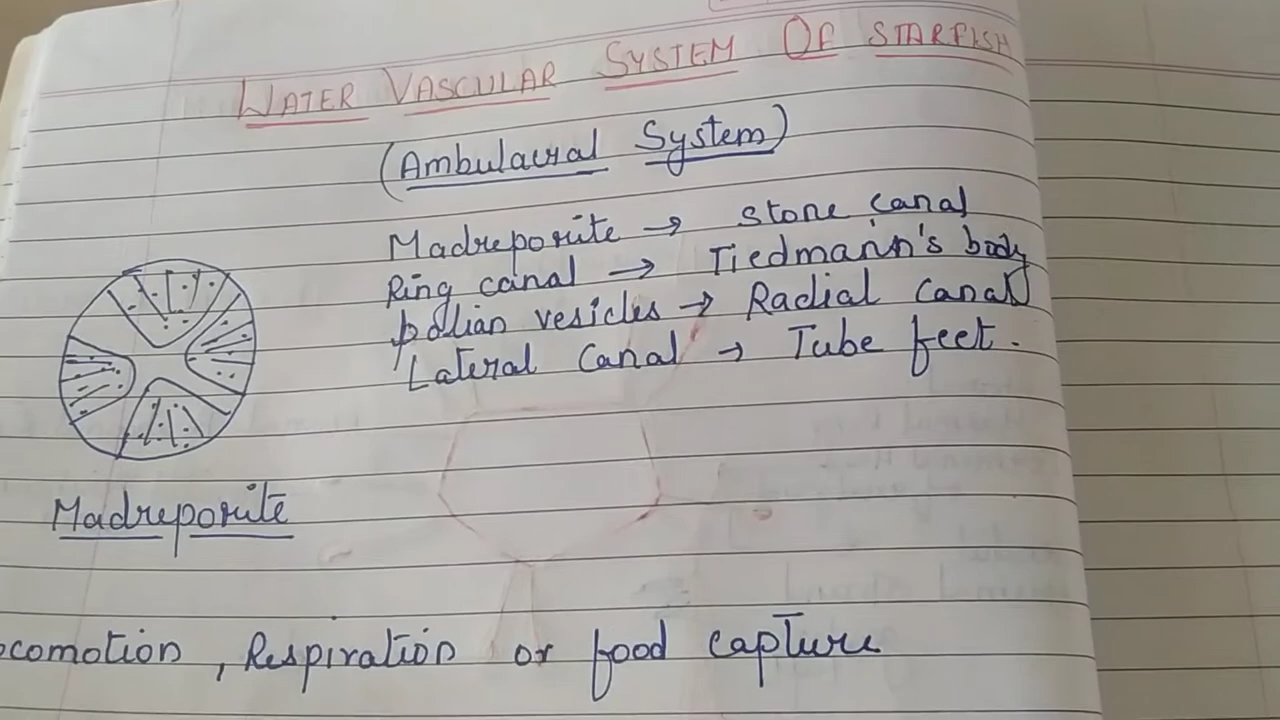 WATER VASCULAR SYSTEM OF STARFISH
(Ambulacral System)
Madreporite → Stone canal
Ring canal → Tiedmann's body
polian vesicles → Radial Canal
Lateral Canal → Tube feet.
Madreporite
ocomotion, Respiration or food capture